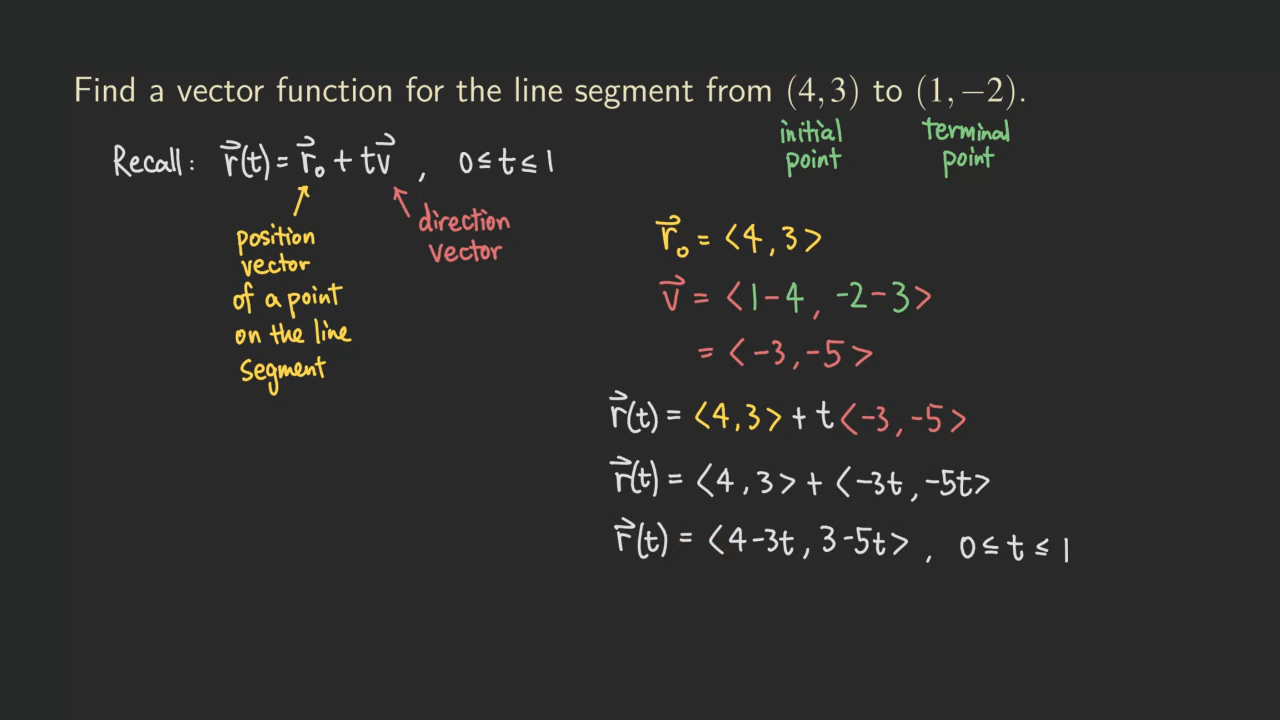 Find a vector function for the line segment from (4, 3) to (1, −2).
initial point
terminal point
Recall: r⃗(t) = r⃗₀ + tv⃗ , 0 ≤ t ≤ 1
position
vector
of a point
on the line
segment
direction
vector
r⃗₀ = <4, 3>
v⃗ = <1-4, -2-3>
= <-3, -5>
r⃗(t) = <4, 3> + t<-3, -5>
r⃗(t) = <4, 3> + <-3t, -5t>
r⃗(t) = <4-3t, 3-5t> , 0 ≤ t ≤ 1